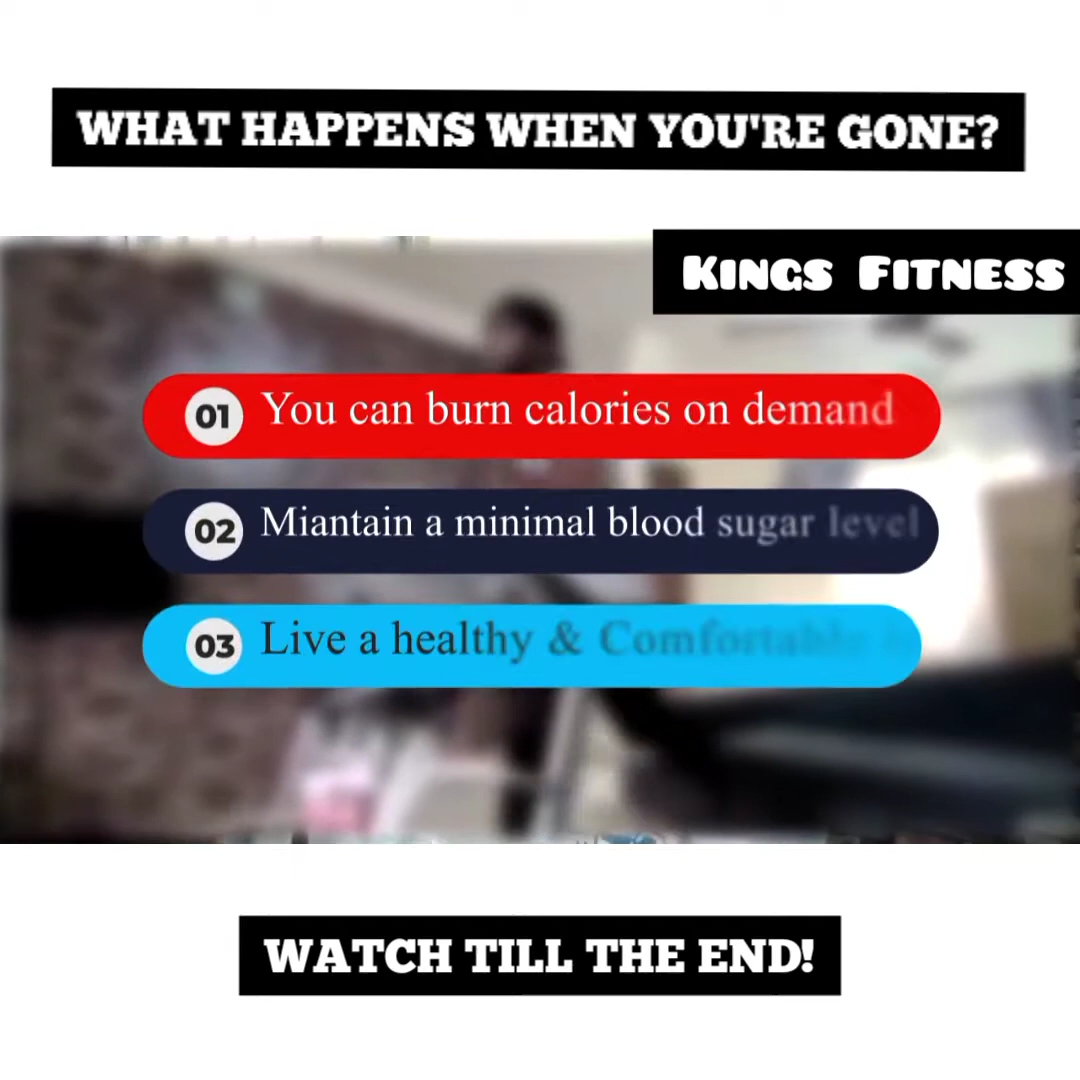 WHAT HAPPENS WHEN YOU'RE GONE?
KINGS FITNESS
01 You can burn calories on demand
02 Miantain a minimal blood sugar level
03 Live a healthy & Comfortable
WATCH TILL THE END!